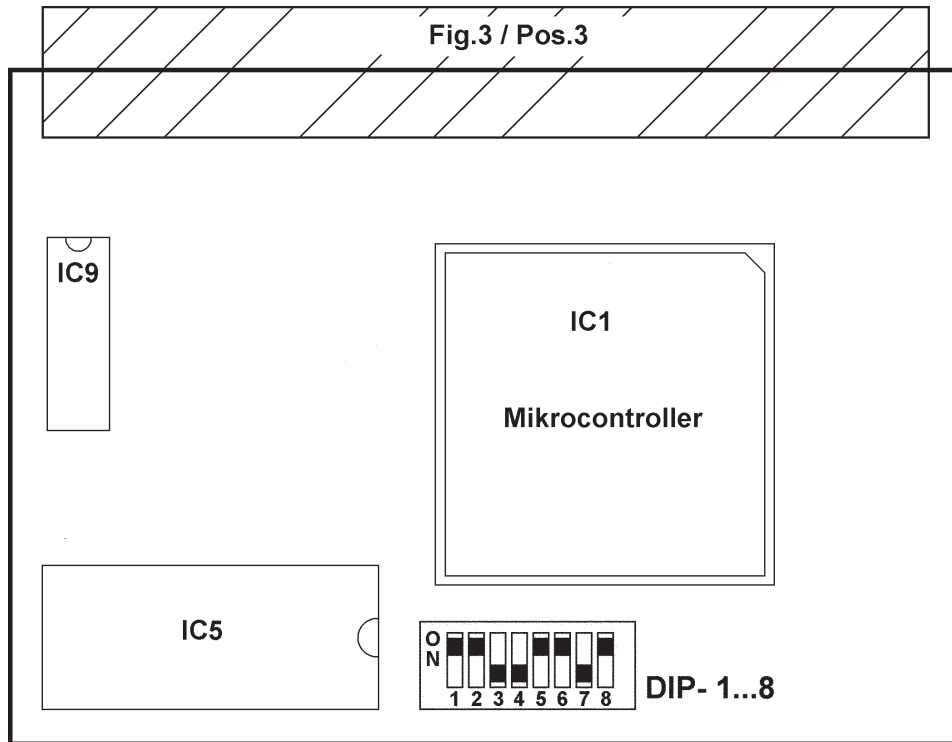 Fig.3 / Pos.3
IC9
IC1
Mikrocontroller
IC5
ON
1 2 3 4 5 6 7 8
DIP- 1...8